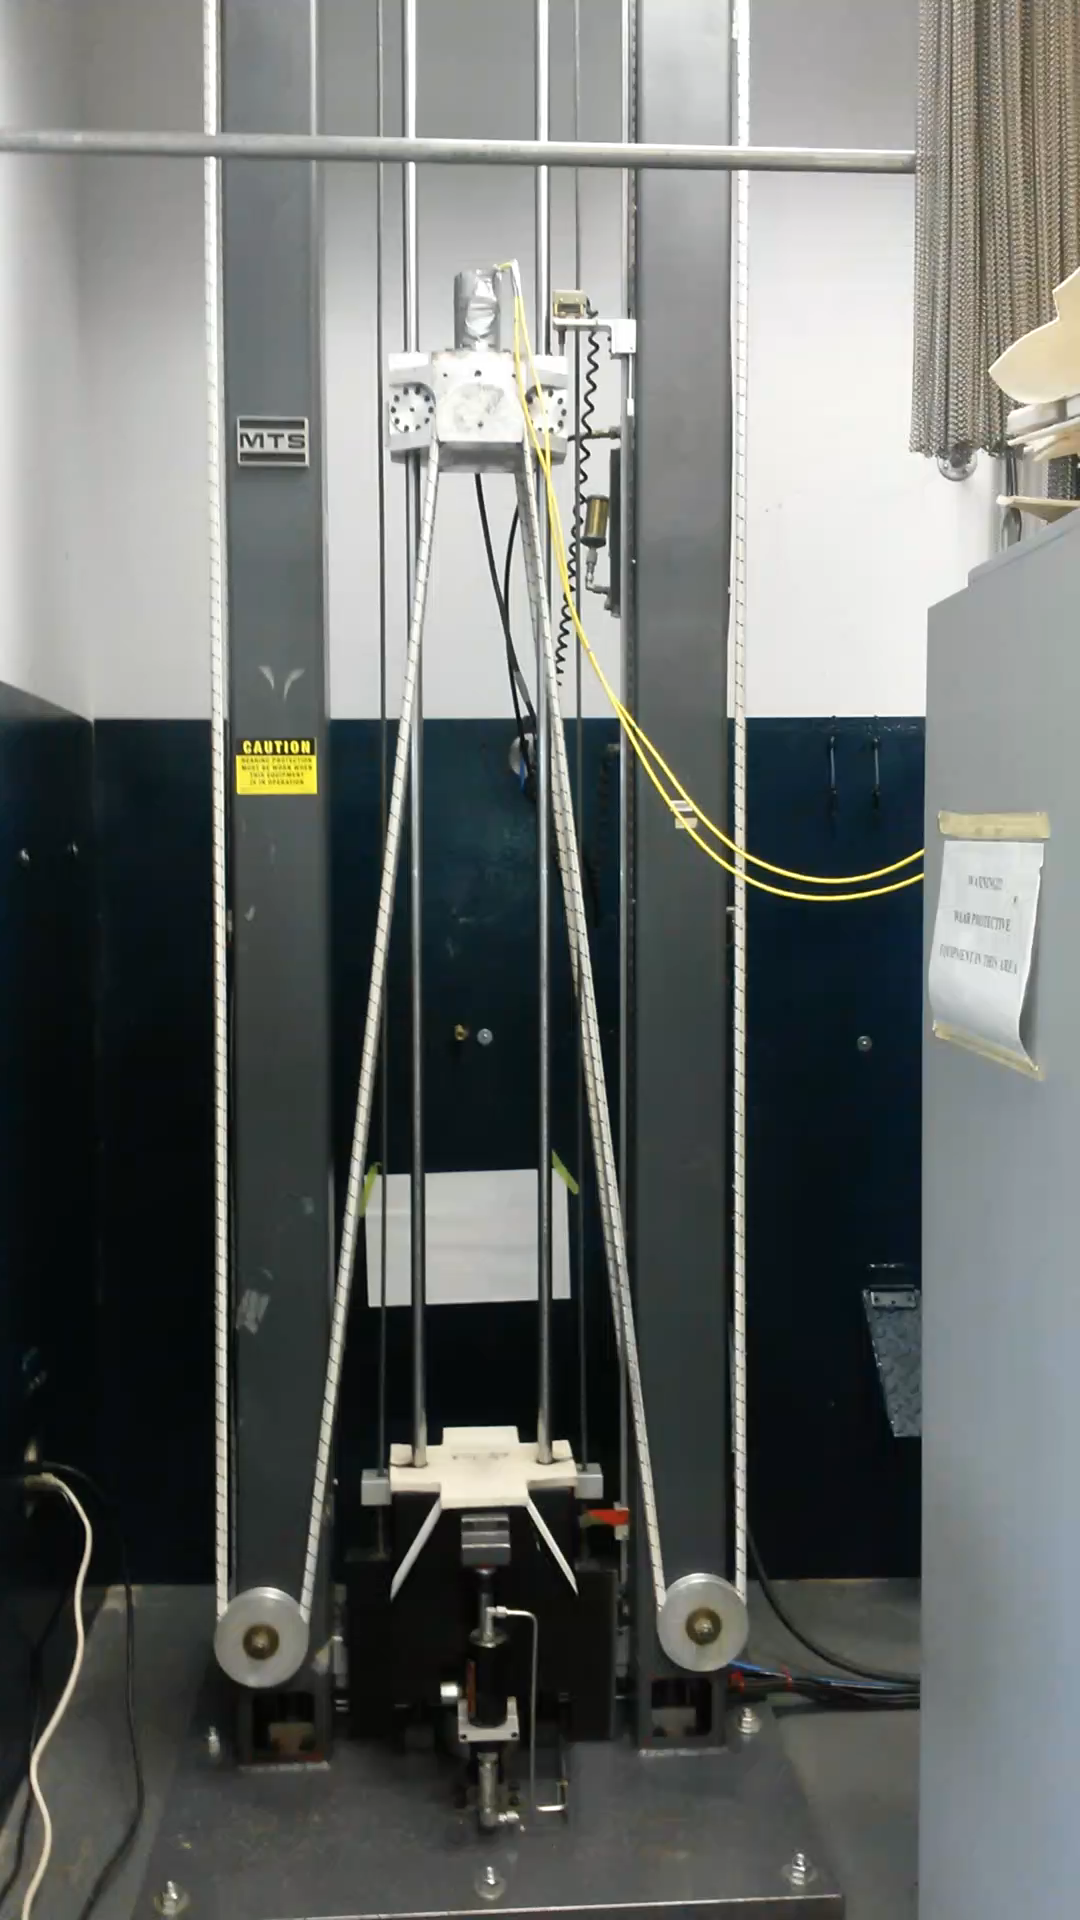 MTS
CAUTION
HEARING PROTECTION
MUST BE WORN WHEN
THIS EQUIPMENT
IS IN OPERATION
WARNING!!!
WEAR PROTECTIVE
EQUIPMENT IN THIS AREA